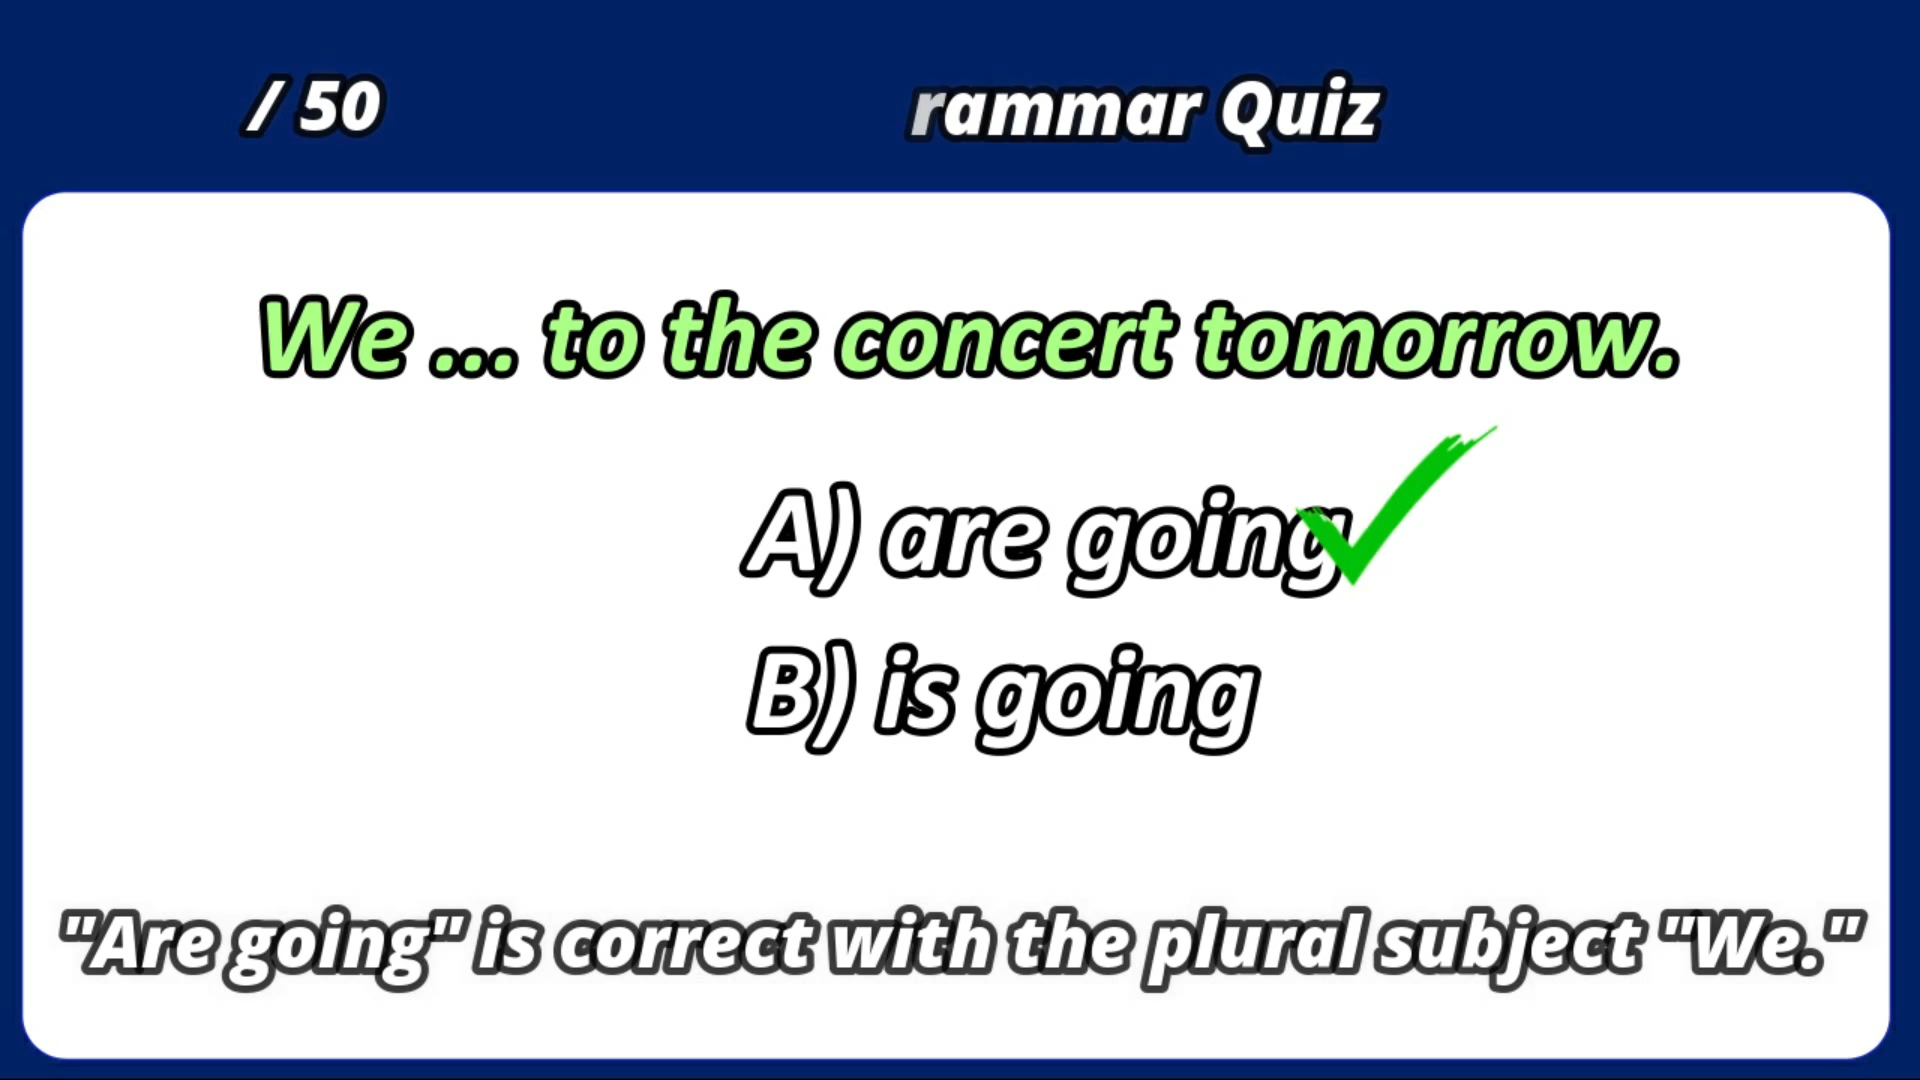 / 50
rammar Quiz
We ... to the concert tomorrow.
A) are going
B) is going
"Are going" is correct with the plural subject "We."